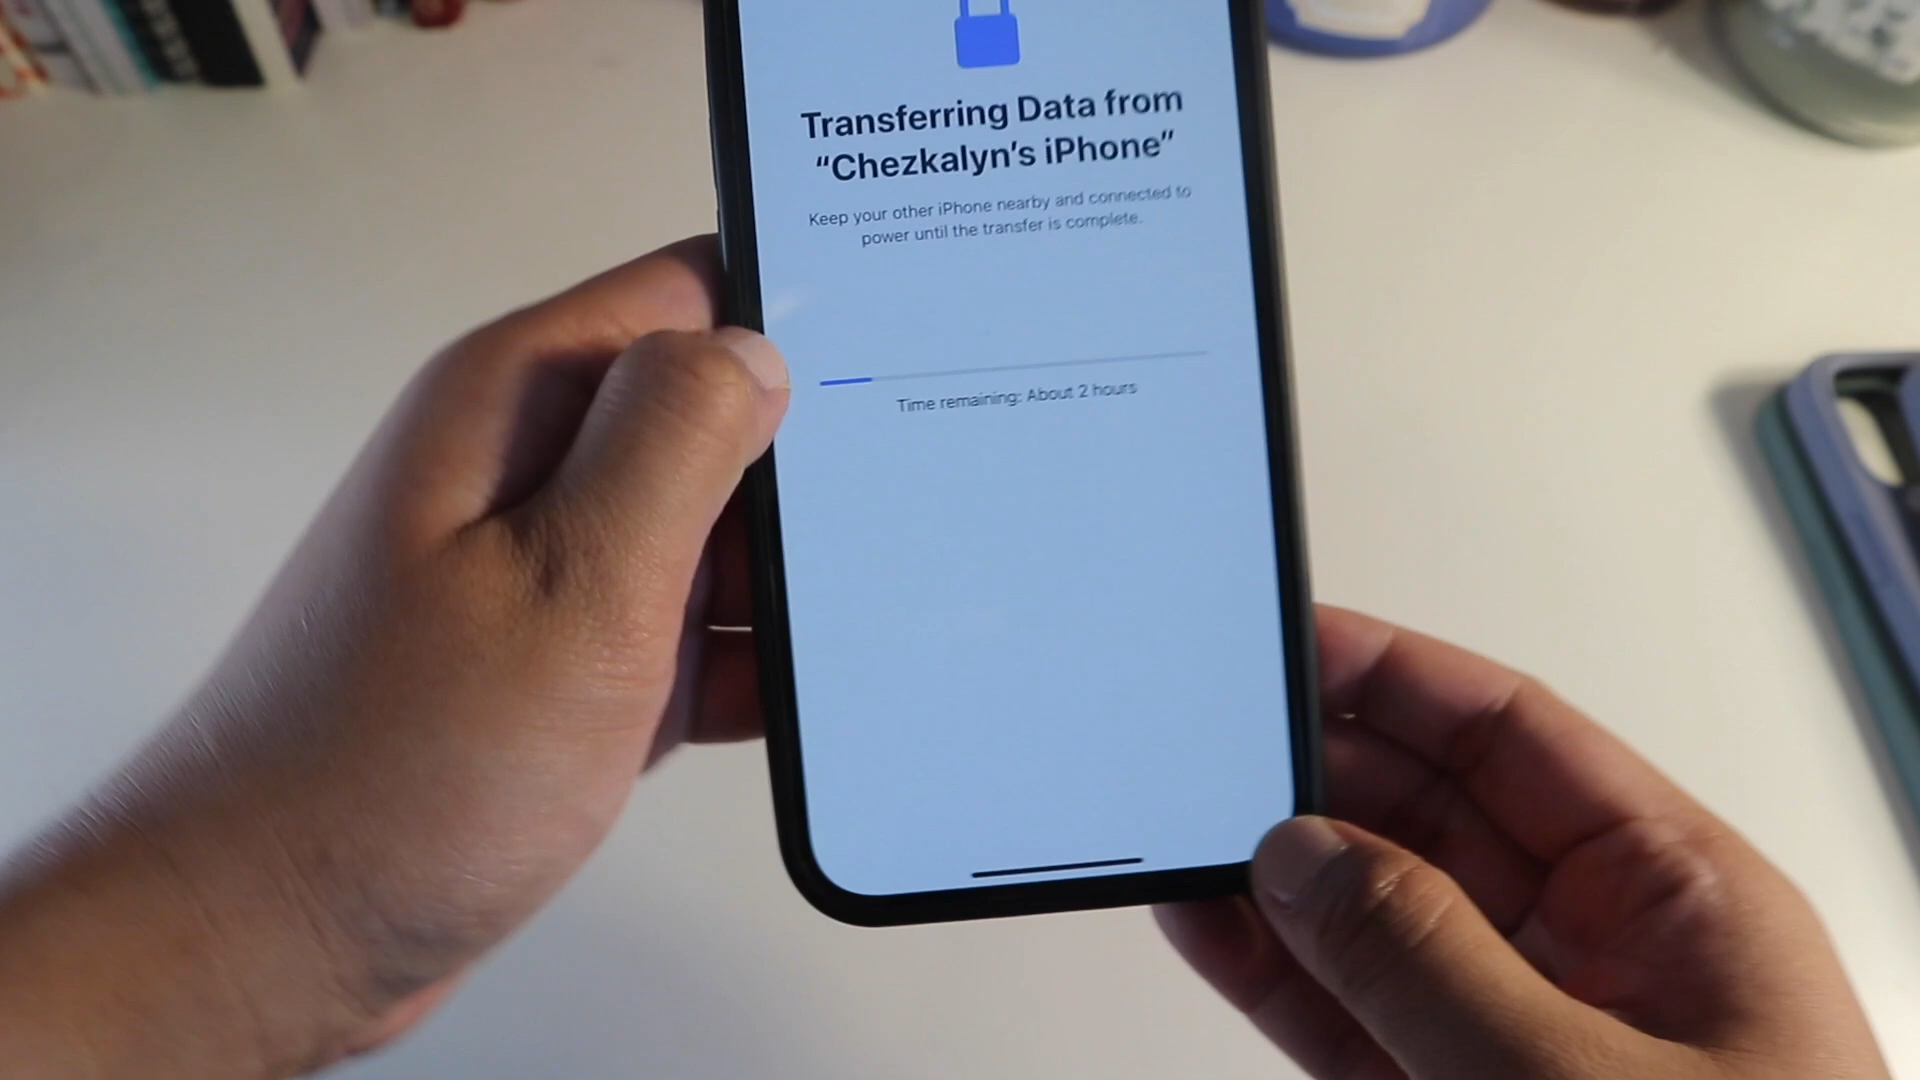 Transferring Data from
“Chezkalyn’s iPhone”
Keep your other iPhone nearby and connected to
power until the transfer is complete.
Time remaining: About 2 hours